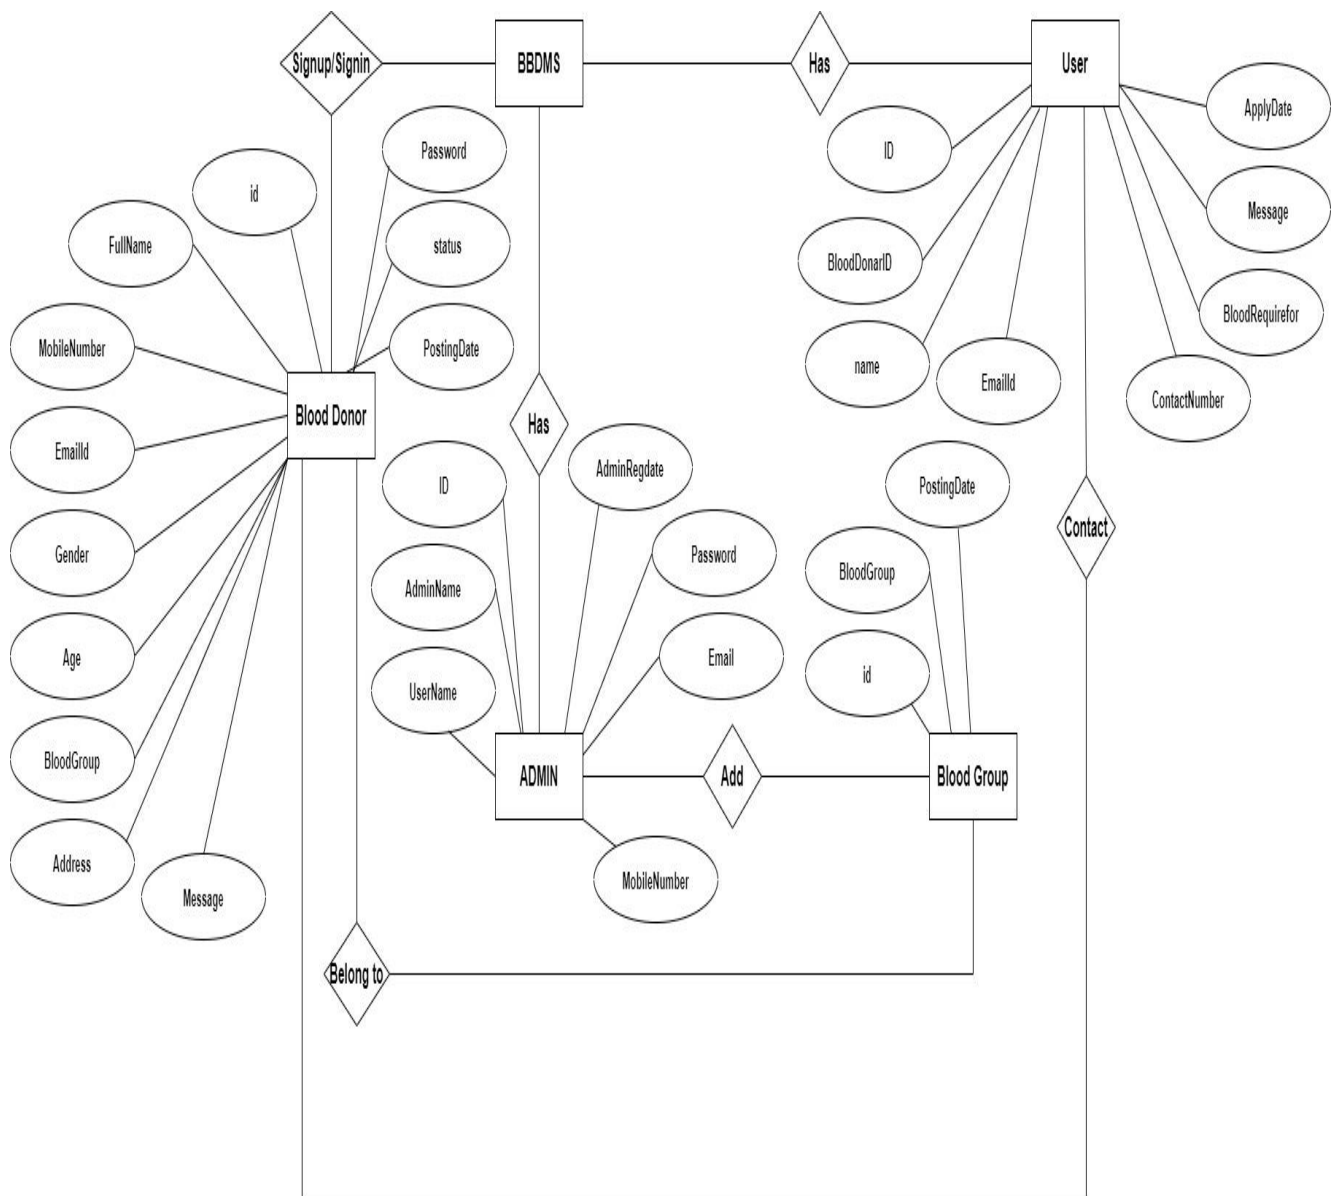 Signup/Signin
BBDMS
Has
User
ApplyDate
Password
ID
id
Message
FullName
status
BloodDonarID
BloodRequirefor
MobileNumber
PostingDate
name
EmailId
ContactNumber
Blood Donor
Has
EmailId
ID
AdminRegdate
PostingDate
Contact
Gender
Password
BloodGroup
AdminName
Age
Email
id
UserName
BloodGroup
ADMIN
Add
Blood Group
Address
MobileNumber
Message
Belong to